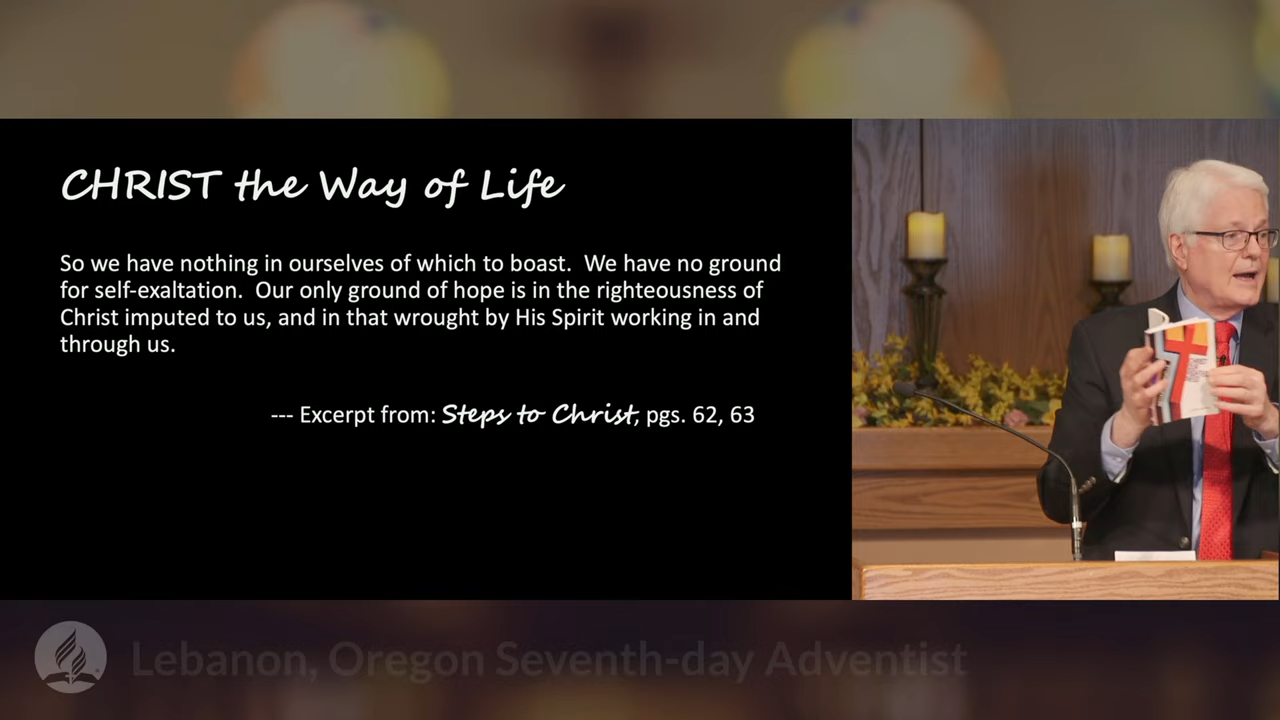 CHRIST the Way of Life
So we have nothing in ourselves of which to boast.  We have no ground
for self-exaltation.  Our only ground of hope is in the righteousness of
Christ imputed to us, and in that wrought by His Spirit working in and
through us.
--- Excerpt from: Steps to Christ, pgs. 62, 63
Lebanon, Oregon Seventh-day Adventist